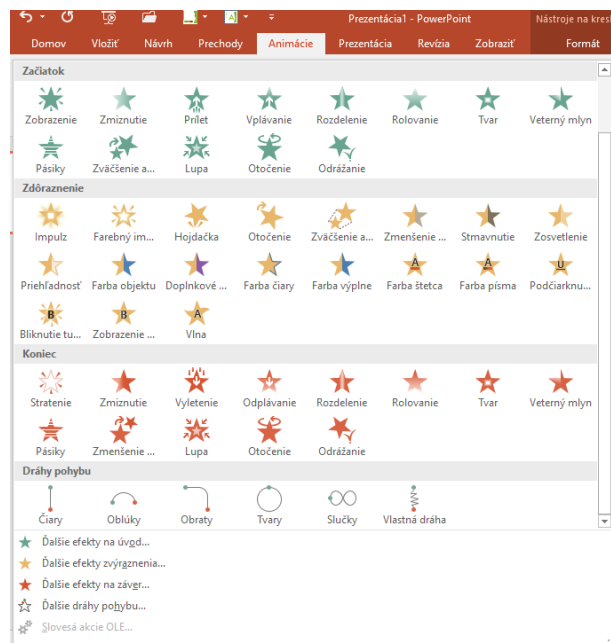 Prezentácia1 - PowerPoint Nástroje na kres
Domov Vložiť Návrh Prechody Animácie Prezentácia Revízia Zobraziť Formát
Začiatok
Zobrazenie Zmiznutie Prílet Vplávanie Rozdelenie Rolovanie Tvar Veterný mlyn
Pásiky Zväčšenie a... Lupa Otočenie Odrážanie
Zdôraznenie
Impulz Farebný im... Hojdačka Otočenie Zväčšenie a... Zmenšenie ... Stmavnutie Zosvetlenie
Priehľadnosť Farba objektu Doplnkové ... Farba čiary Farba výplne Farba štetca Farba písma Podčiarknu...
Bliknutie tu... Zobrazenie ... Vlna
Koniec
Stratenie Zmiznutie Vyletenie Odplávanie Rozdelenie Rolovanie Tvar Veterný mlyn
Pásiky Zmenšenie ... Lupa Otočenie Odrážanie
Dráhy pohybu
Čiary Oblúky Obraty Tvary Slučky Vlastná dráha
Ďalšie efekty na úvod...
Ďalšie efekty zvýraznenia...
Ďalšie efekty na záver...
Ďalšie dráhy pohybu...
Slovesá akcie OLE...